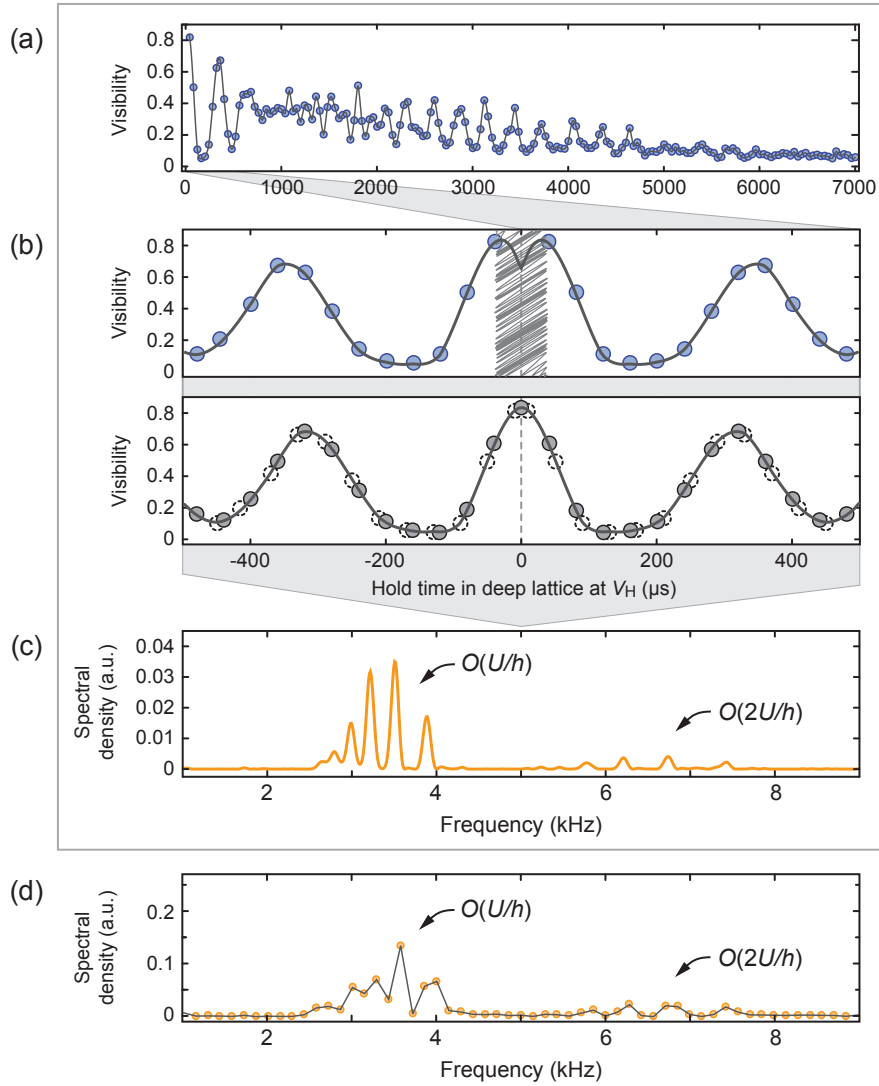 (a)
Visibility
0.8
0.6
0.4
0.2
0
0 1000 2000 3000 4000 5000 6000 7000
(b)
Visibility
0.8
0.6
0.4
0.2
0
Visibility
0.8
0.6
0.4
0.2
0
-400 -200 0 200 400
Hold time in deep lattice at VH (µs)
(c)
Spectral
density (a.u.)
0.04
0.03
0.02
0.01
0
O(U/h)
O(2U/h)
2 4 6 8
Frequency (kHz)
(d)
Spectral
density (a.u.)
0.2
0.1
0
O(U/h)
O(2U/h)
2 4 6 8
Frequency (kHz)